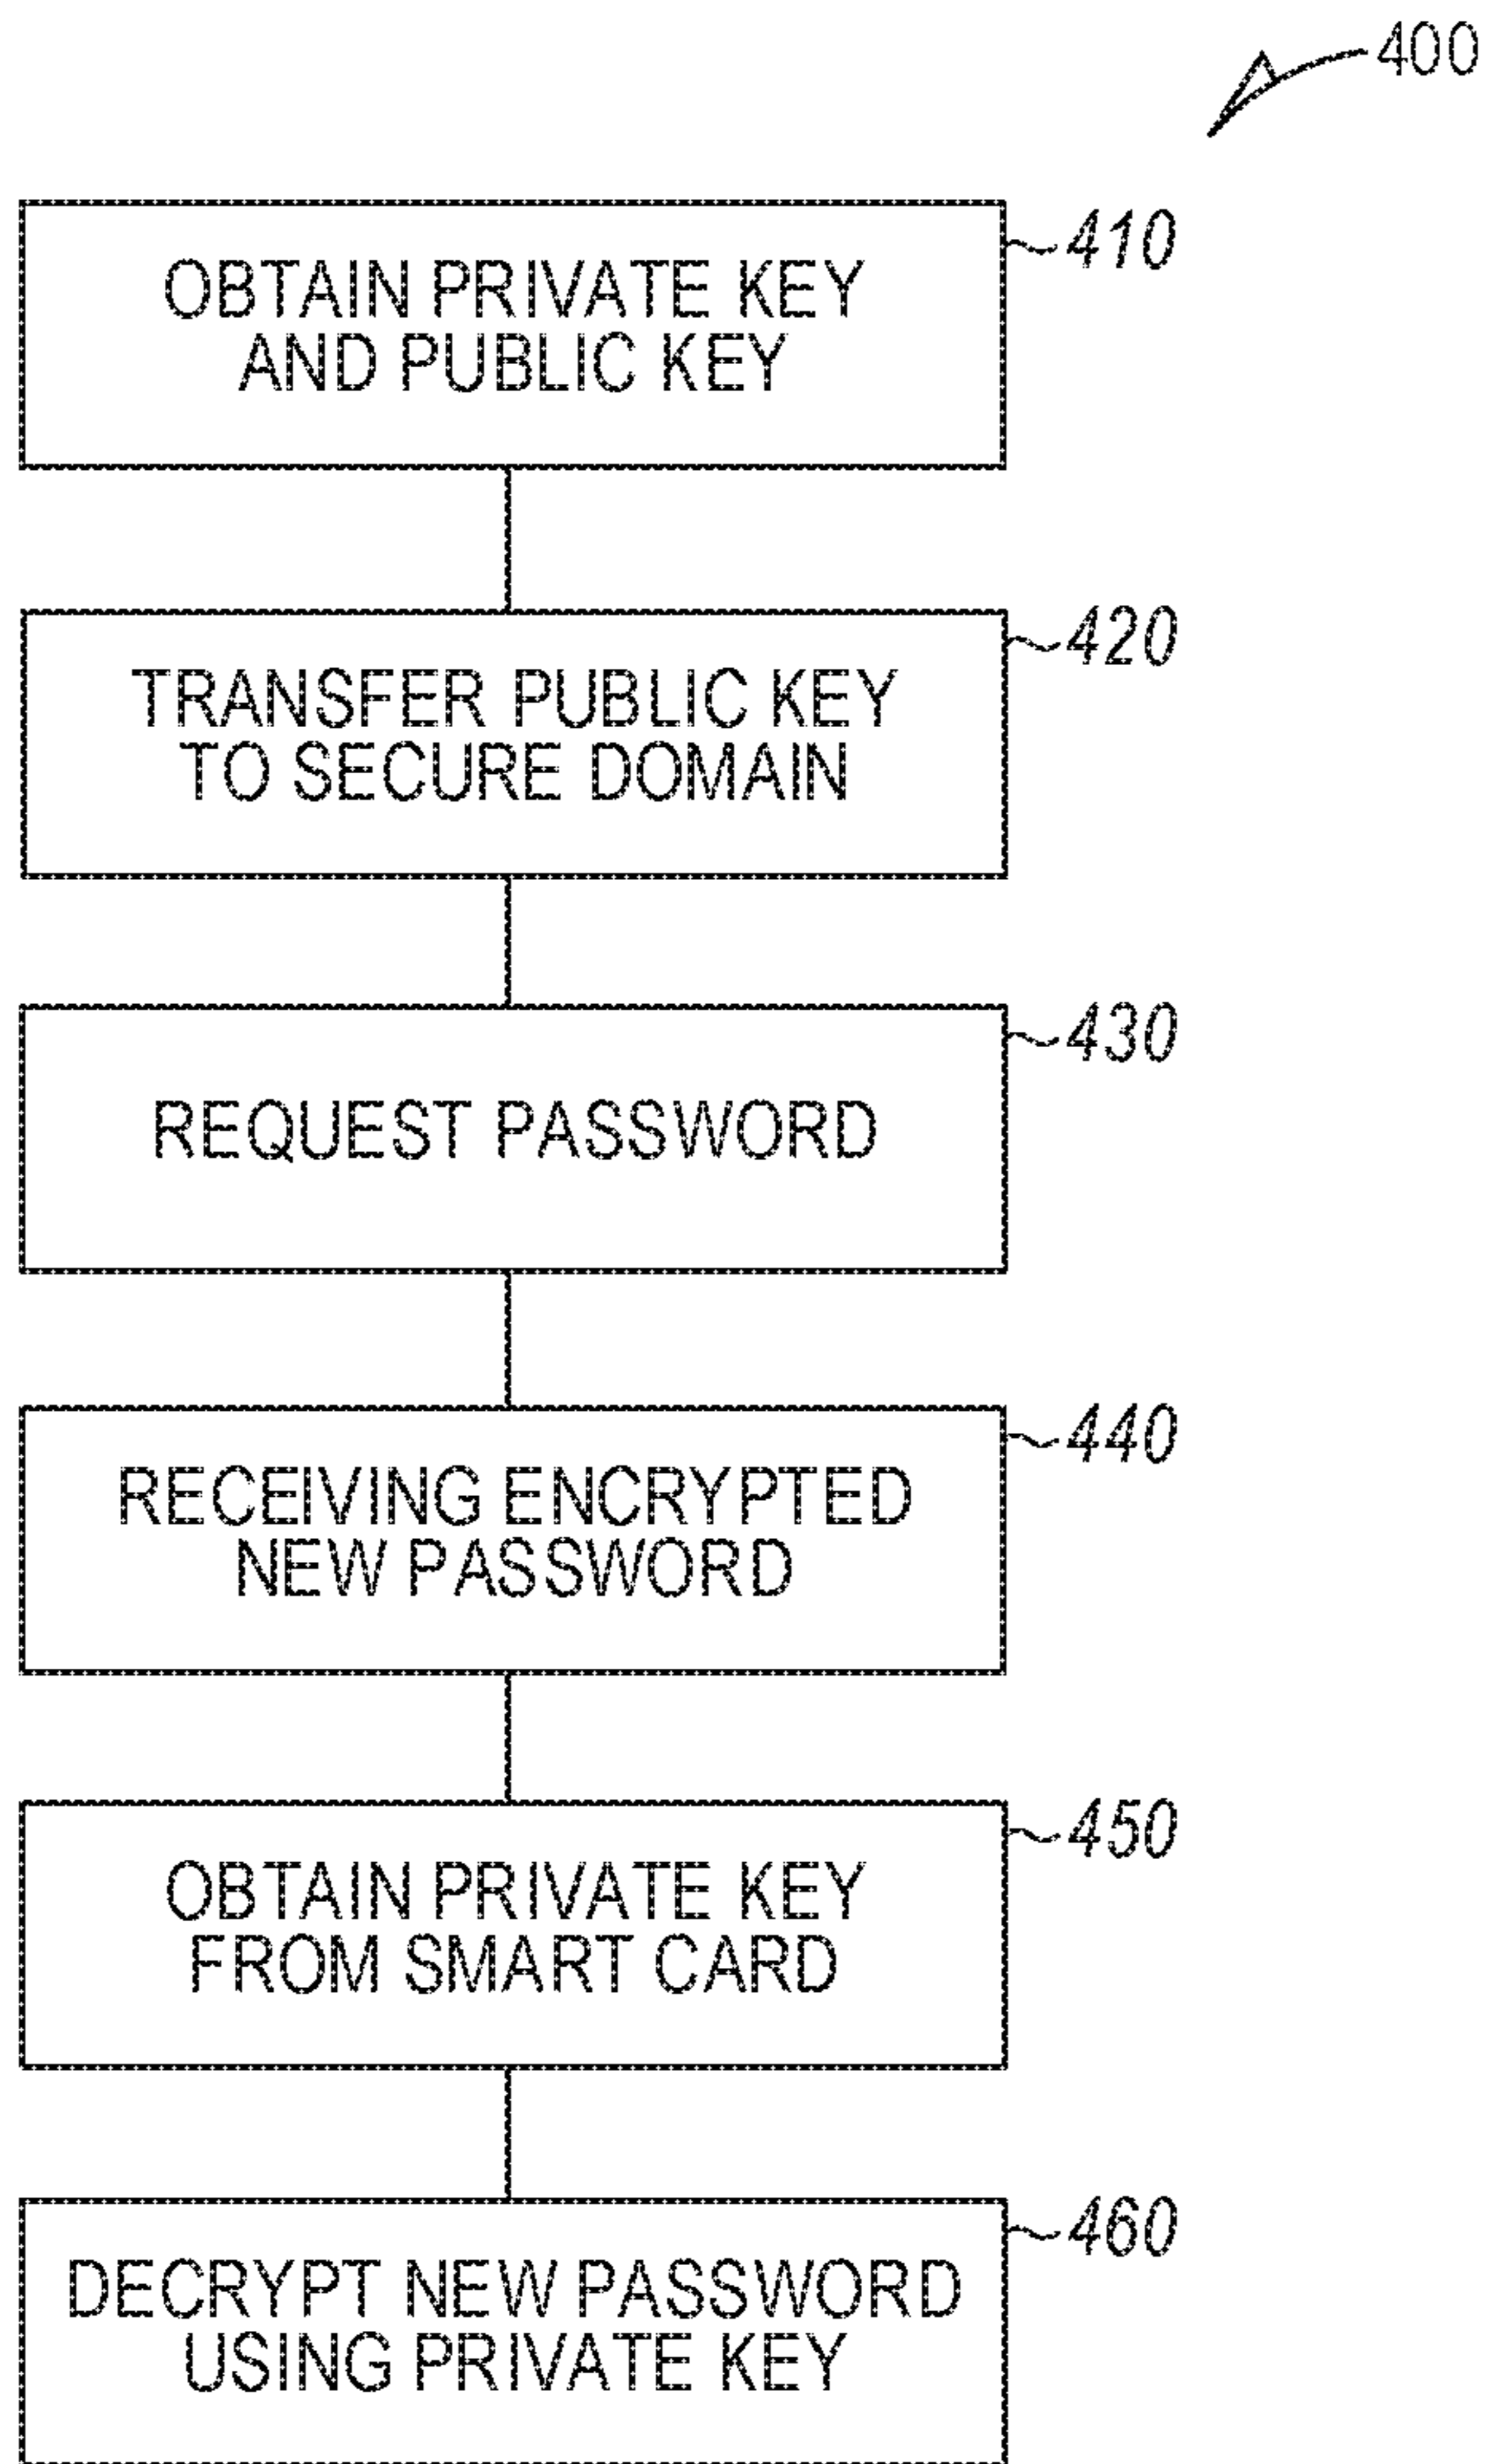 400
410
OBTAIN PRIVATE KEY
AND PUBLIC KEY
420
TRANSFER PUBLIC KEY
TO SECURE DOMAIN
430
REQUEST PASSWORD
440
RECEIVING ENCRYPTED
NEW PASSWORD
450
OBTAIN PRIVATE KEY
FROM SMART CARD
460
DECRYPT NEW PASSWORD
USING PRIVATE KEY